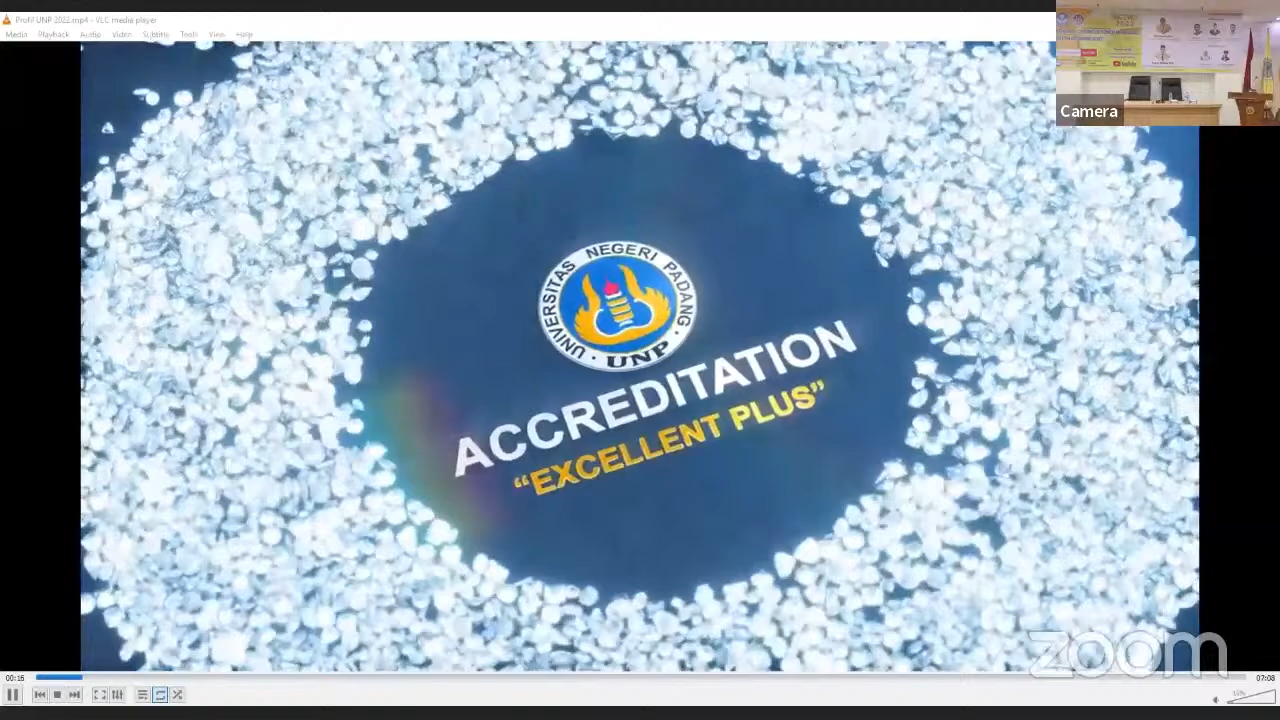 Profil UNP 2022.mp4 - VLC media player
Media Playback Audio Video Subtitle Tools View Help
Camera
UNIVERSITAS NEGERI PADANG
UNP
ACCREDITATION
“EXCELLENT PLUS”
zoom
00:16
07:08